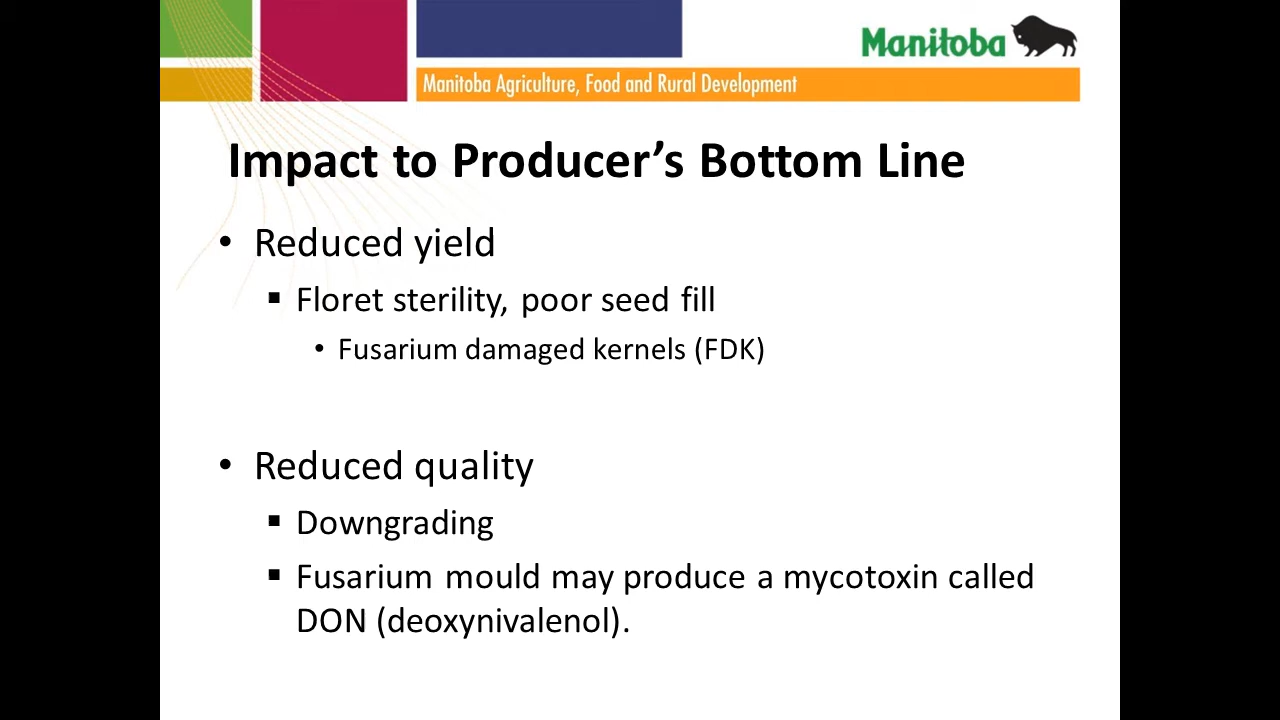 Manitoba
Manitoba Agriculture, Food and Rural Development
Impact to Producer’s Bottom Line
• Reduced yield
▪ Floret sterility, poor seed fill
• Fusarium damaged kernels (FDK)
• Reduced quality
▪ Downgrading
▪ Fusarium mould may produce a mycotoxin called
DON (deoxynivalenol).